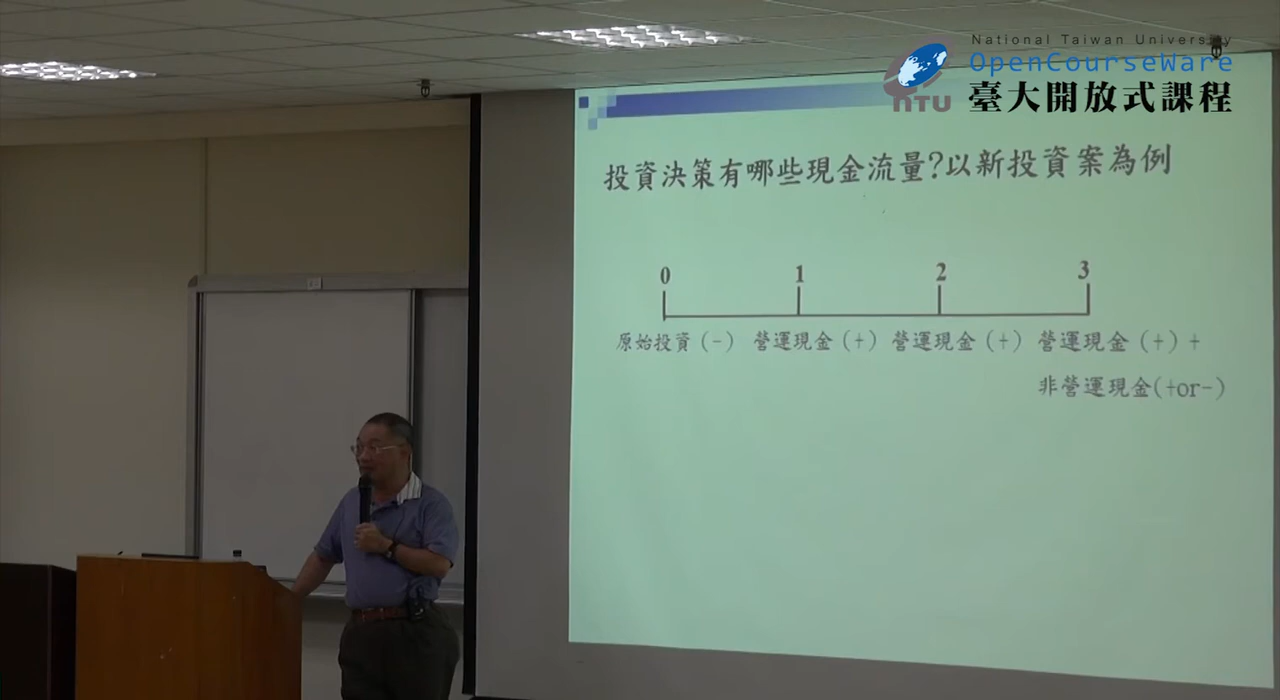 National Taiwan University
OpenCourseWare
NTU
臺大開放式課程
投資決策有哪些現金流量?以新投資案為例
0 1 2 3
原始投資(-) 營運現金(+) 營運現金(+) 營運現金(+)+
非營運現金(+or-)